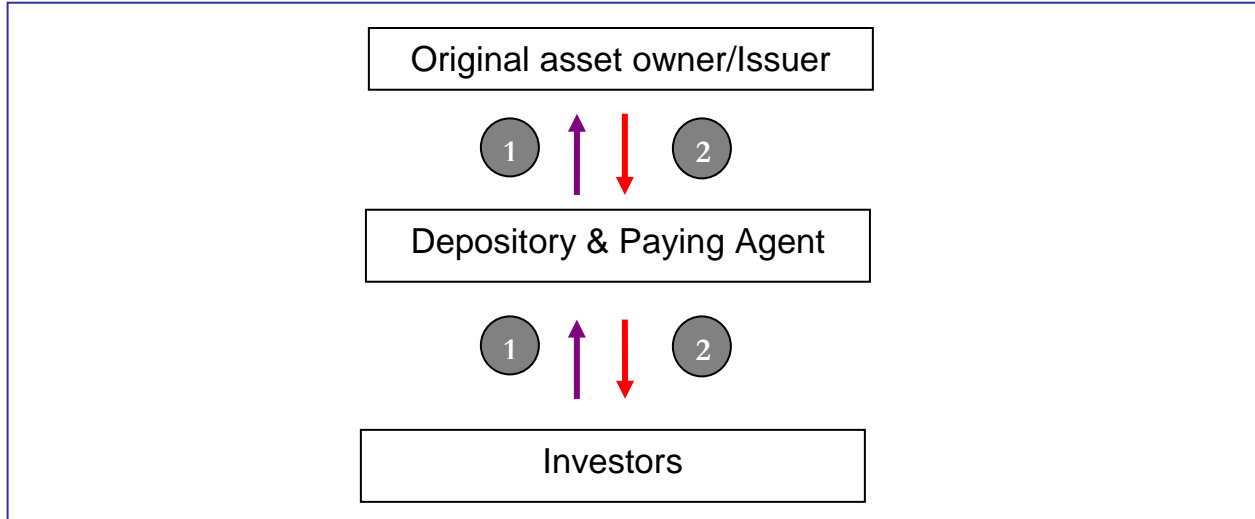 Original asset owner/Issuer
1 2
Depository & Paying Agent
1 2
Investors